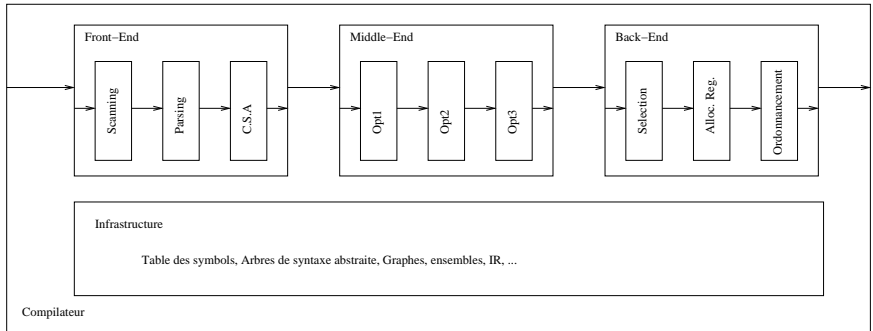 Front-End
Middle-End
Back-End
Scanning
Parsing
C.S.A
Opt1
Opt2
Opt3
Selection
Alloc. Reg.
Ordonnancement
Infrastructure
Table des symbols, Arbres de syntaxe abstraite, Graphes, ensembles, IR, ...
Compilateur